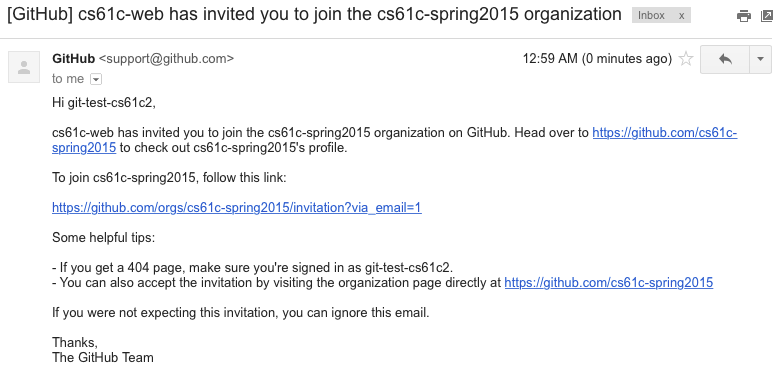 [GitHub] cs61c-web has invited you to join the cs61c-spring2015 organization Inbox x
GitHub <support@github.com> 12:59 AM (0 minutes ago)
to me
Hi git-test-cs61c2,
cs61c-web has invited you to join the cs61c-spring2015 organization on GitHub. Head over to https://github.com/cs61c-
spring2015 to check out cs61c-spring2015's profile.
To join cs61c-spring2015, follow this link:
https://github.com/orgs/cs61c-spring2015/invitation?via_email=1
Some helpful tips:
- If you get a 404 page, make sure you're signed in as git-test-cs61c2.
- You can also accept the invitation by visiting the organization page directly at https://github.com/cs61c-spring2015
If you were not expecting this invitation, you can ignore this email.
Thanks,
The GitHub Team